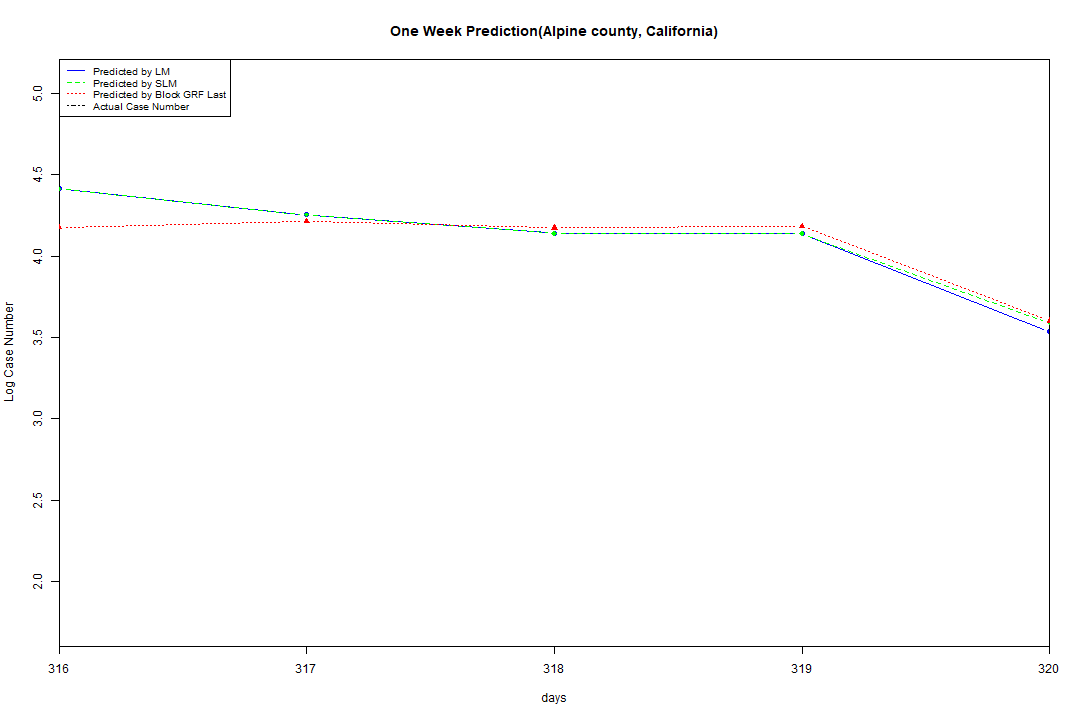 One Week Prediction(Alpine county, California)
Predicted by LM
Predicted by SLM
Predicted by Block GRF Last
Actual Case Number
5.0
4.5
4.0
3.5
3.0
2.5
2.0
Log Case Number
316
317
318
319
320
days